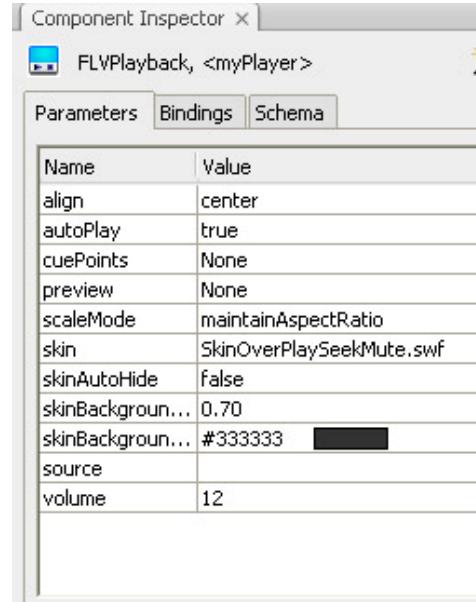 Component Inspector ×
FLVPlayback, <myPlayer>
Parameters Bindings Schema
Name Value
align center
autoPlay true
cuePoints None
preview None
scaleMode maintainAspectRatio
skin SkinOverPlaySeekMute.swf
skinAutoHide false
skinBackgroun... 0.70
skinBackgroun... #333333
source
volume 12